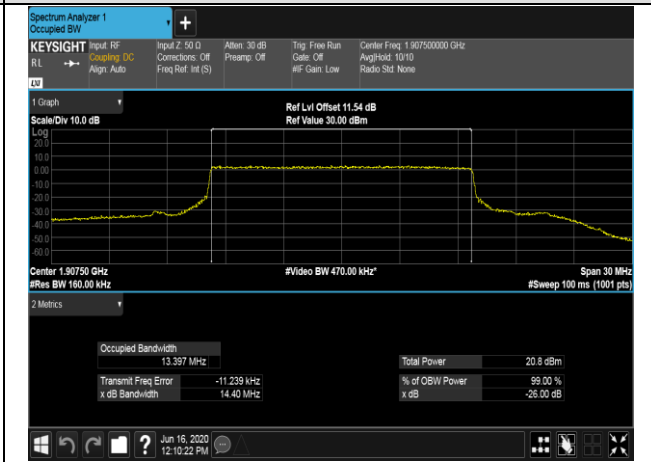 Spectrum Analyzer 1
Occupied BW
KEYSIGHT
RL
LXI
Input: RF
Coupling: DC
Align: Auto
Input Z: 50 Ω
Corrections: Off
Freq Ref: Int (S)
Atten: 30 dB
Preamp: Off
Trig: Free Run
Gate: Off
#IF Gain: Low
Center Freq: 1.907500000 GHz
Avg|Hold: 10/10
Radio Std: None
1 Graph
Scale/Div 10.0 dB
Ref Lvl Offset 11.54 dB
Ref Value 30.00 dBm
Log
20.0
10.0
0.00
-10.0
-20.0
-30.0
-40.0
-50.0
-60.0
Center 1.90750 GHz
#Res BW 160.00 kHz
#Video BW 470.00 kHz*
Span 30 MHz
#Sweep 100 ms (1001 pts)
2 Metrics
Occupied Bandwidth
13.397 MHz
Transmit Freq Error -11.239 kHz
x dB Bandwidth 14.40 MHz
Total Power 20.8 dBm
% of OBW Power 99.00 %
x dB -26.00 dB
Jun 16, 2020
12:10:22 PM